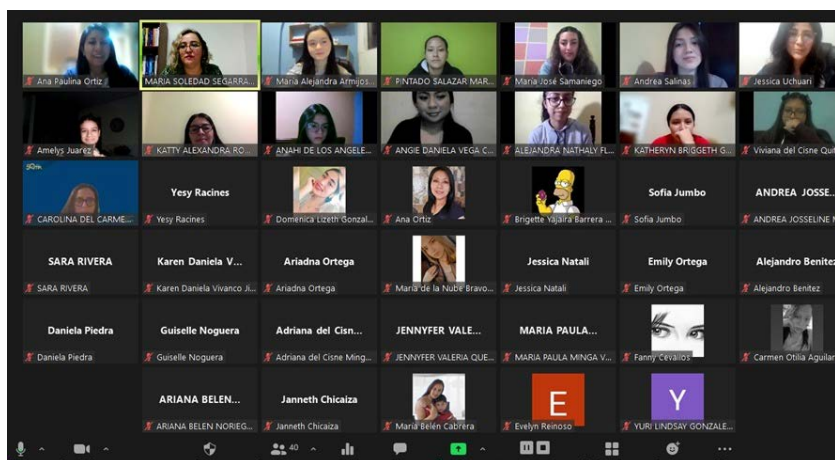 Ana Paulina Ortiz
MARIA SOLEDAD SEGARRA...
María Alejandra Armijos...
PINTADO SALAZAR MAR...
María José Samaniego
Andrea Salinas
Jessica Uchuari
Amelys Juarez
KATTY ALEXANDRA RO...
ANAHI DE LOS ANGELE...
ANGIE DANIELA VEGA C...
ALEJANDRA NATHALY FL...
KATHERYN BRIGGETH G...
Viviana del Cisne Qui
CAROLINA DEL CARME...
Yesy Racines
Yesy Racines
Domenica Lizeth Gonzal...
Ana Ortiz
Brigette Yajaira Barrera ...
Sofia Jumbo
Sofia Jumbo
ANDREA JOSSE...
ANDREA JOSSELINE
SARA RIVERA
SARA RIVERA
Karen Daniela V...
Karen Daniela Vivanco Ji...
Ariadna Ortega
Ariadna Ortega
María de la Nube Bravo...
Jessica Natali
Jessica Natali
Emily Ortega
Emily Ortega
Alejandro Benitez
Alejandro Benitez
Daniela Piedra
Daniela Piedra
Guiselle Noguera
Guiselle Noguera
Adriana del Cisn...
Adriana del Cisne Ming...
JENNYFER VALE...
JENNYFER VALERIA QUE...
MARIA PAULA...
MARIA PAULA MINGA V...
Fanny Cevallos
Carmen Otilia Aguilar
ARIANA BELEN...
ARIANA BELEN NORIEG...
Janneth Chicaiza
Janneth Chicaiza
María Belén Cabrera
E
Evelyn Reinoso
Y
YURI LINDSAY GONZALE...
40